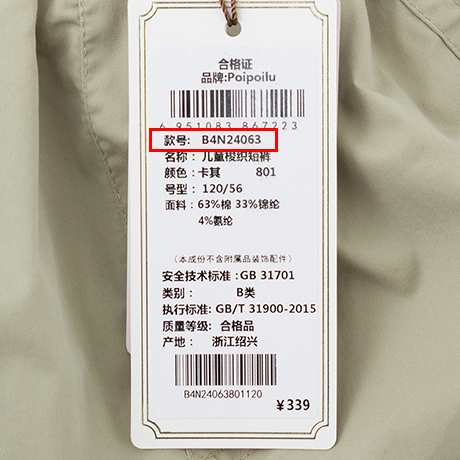 合格证
品牌:Poipoilu
6 951083 867223
款号: B4N24063
名称: 儿童梭织短裤
颜色:卡其 801
号型: 120/56
面料: 63%棉 33%锦纶
4%氨纶
(本成份不含附属品装饰配件)
安全技术标准:GB 31701
类别: B类
执行标准: GB/T 31900-2015
质量等级: 合格品
产地: 浙江绍兴
B4N24063801120
¥339